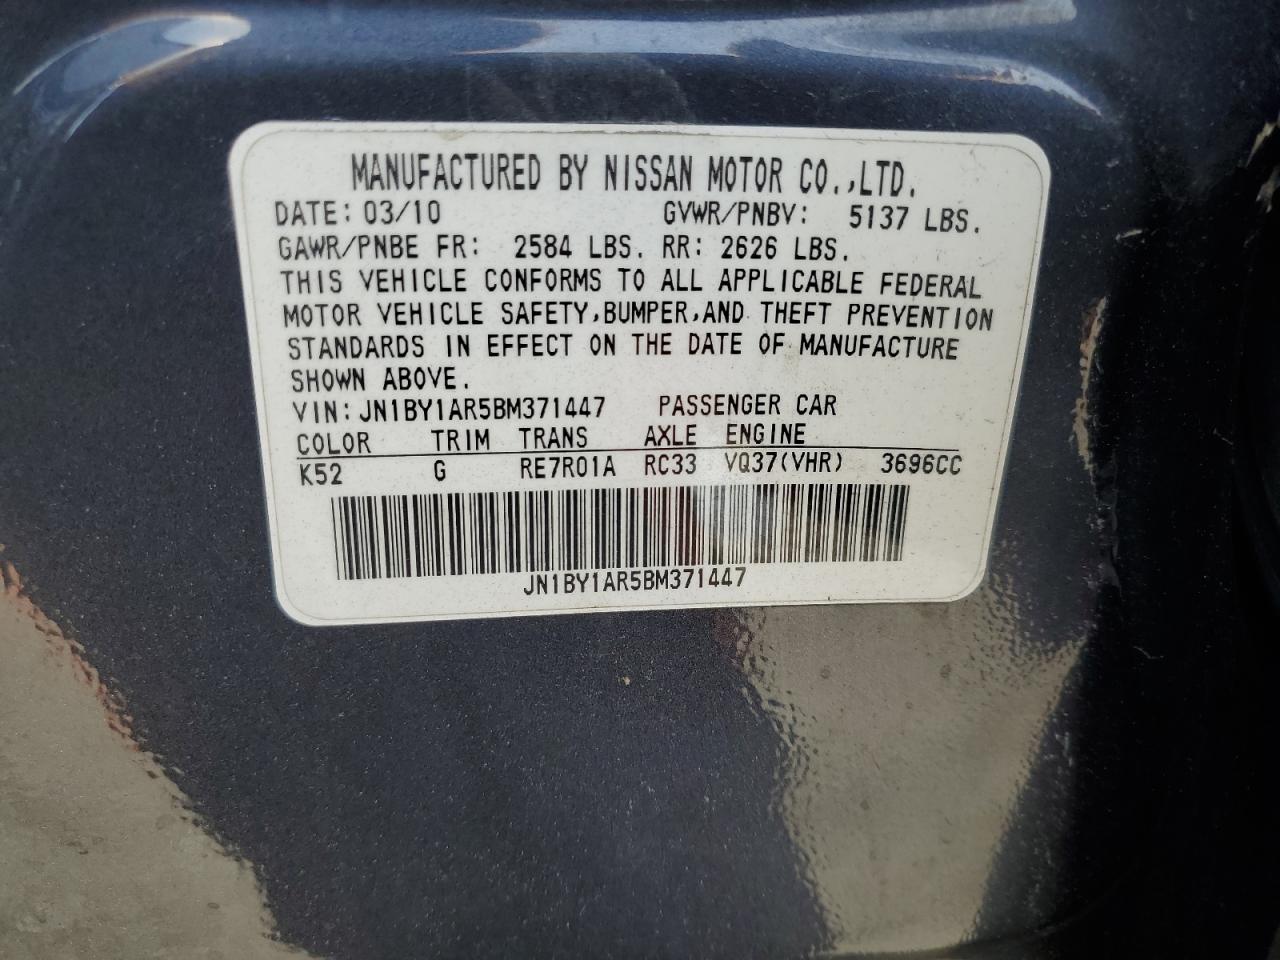 MANUFACTURED BY NISSAN MOTOR CO.,LTD.
DATE: 03/10 GVWR/PNBV: 5137 LBS.
GAWR/PNBE FR: 2584 LBS. RR: 2626 LBS.
THIS VEHICLE CONFORMS TO ALL APPLICABLE FEDERAL
MOTOR VEHICLE SAFETY,BUMPER,AND THEFT PREVENTION
STANDARDS IN EFFECT ON THE DATE OF MANUFACTURE
SHOWN ABOVE.
VIN: JN1BY1AR5BM371447 PASSENGER CAR
COLOR TRIM TRANS AXLE ENGINE
K52 G RE7R01A RC33 VQ37(VHR) 3696CC
JN1BY1AR5BM371447